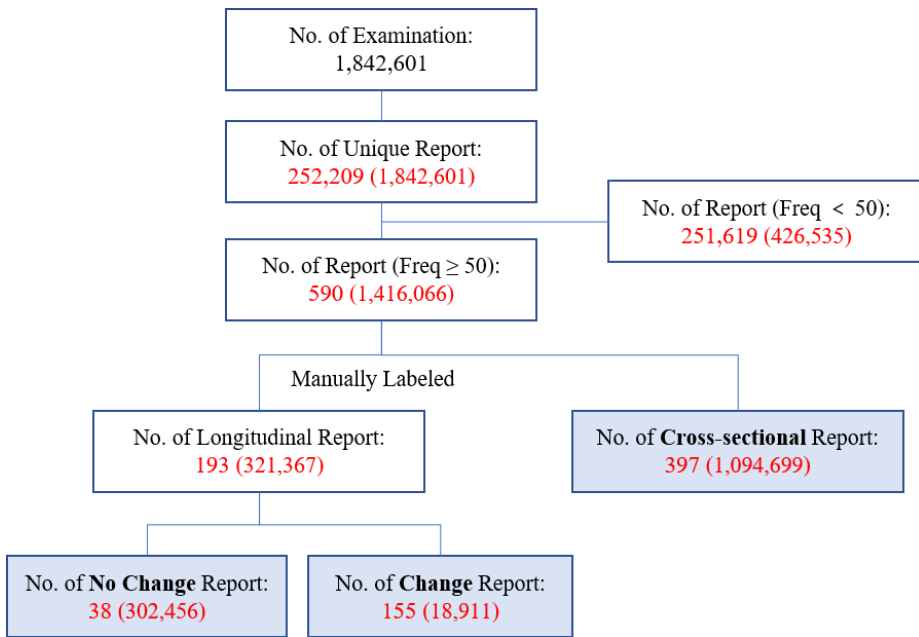 No. of Examination:
1,842,601
No. of Unique Report:
252,209 (1,842,601)
No. of Report (Freq < 50):
251,619 (426,535)
No. of Report (Freq ≥ 50):
590 (1,416,066)
Manually Labeled
No. of Longitudinal Report:
193 (321,367)
No. of Cross-sectional Report:
397 (1,094,699)
No. of No Change Report:
38 (302,456)
No. of Change Report:
155 (18,911)